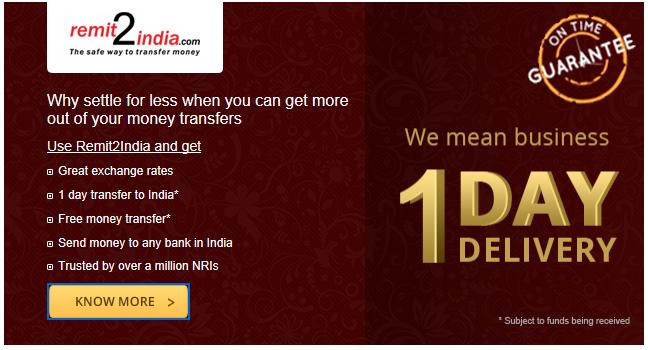 remit2india.com
The safe way to transfer money
ON TIME
GUARANTEE
Why settle for less when you can get more
out of your money transfers
Use Remit2India and get
Great exchange rates
1 day transfer to India*
Free money transfer*
Send money to any bank in India
Trusted by over a million NRIs
KNOW MORE >
We mean business
1 DAY
DELIVERY
* Subject to funds being received